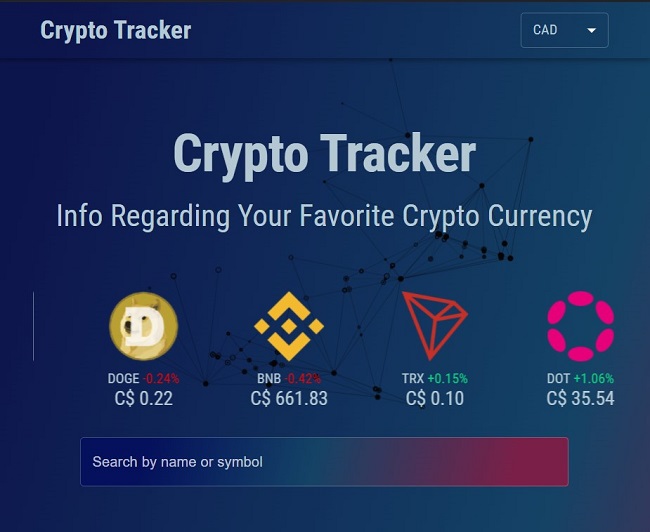 Crypto Tracker
CAD
Crypto Tracker
Info Regarding Your Favorite Crypto Currency
DOGE -0.24% BNB -0.42% TRX +0.15% DOT +1.06%
C$ 0.22 C$ 661.83 C$ 0.10 C$ 35.54
Search by name or symbol